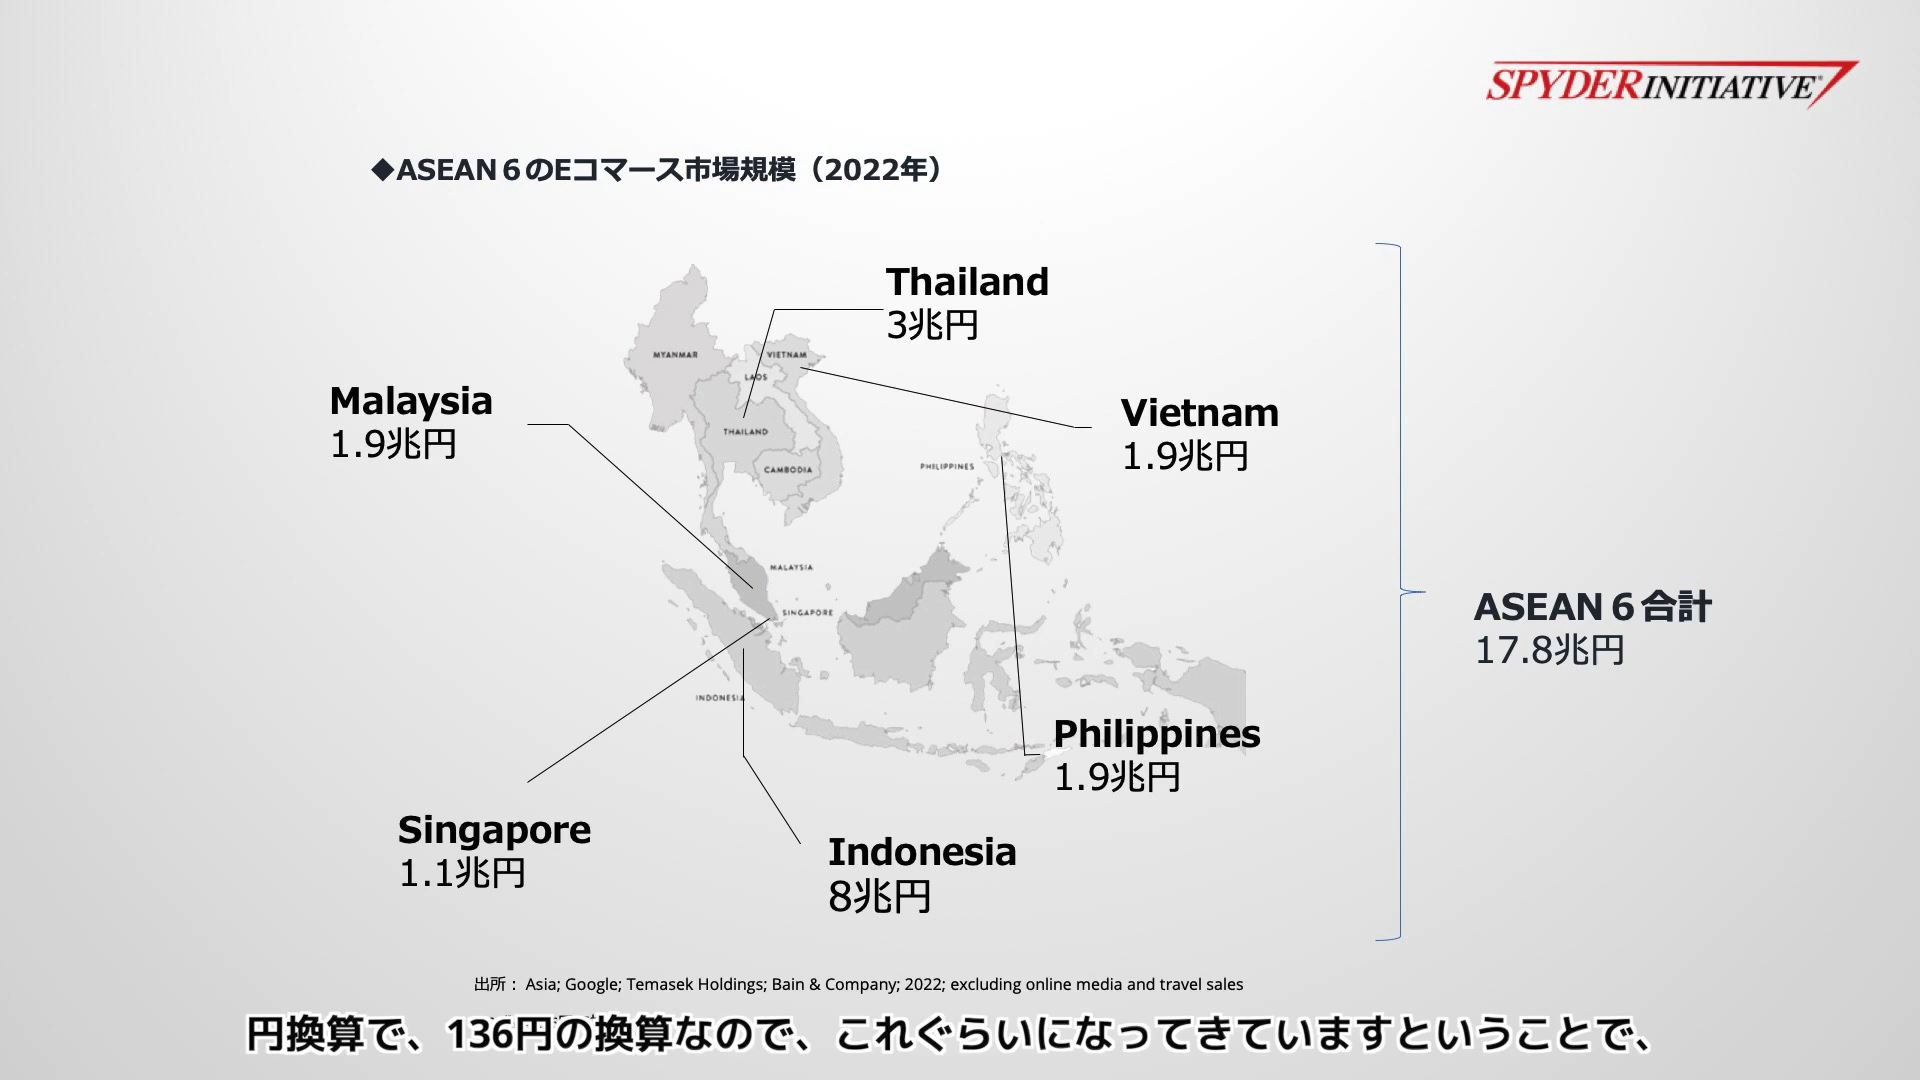 SPYDERINITIATIVE
◆ASEAN６のEコマース市場規模（2022年）
Thailand
3兆円
MYANMAR
VIETNAM
LAOS
Malaysia
1.9兆円
Vietnam
1.9兆円
THAILAND
CAMBODIA
PHILIPPINES
MALAYSIA
SINGAPORE
ASEAN６合計
17.8兆円
INDONESIA
Philippines
1.9兆円
Singapore
1.1兆円
Indonesia
8兆円
出所： Asia; Google; Temasek Holdings; Bain & Company; 2022; excluding online media and travel sales
円換算で、136円の換算なので、これぐらいになってきていますということで、